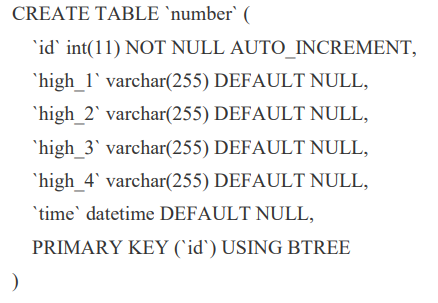 CREATE TABLE `number` (
`id` int(11) NOT NULL AUTO_INCREMENT,
`high_1` varchar(255) DEFAULT NULL,
`high_2` varchar(255) DEFAULT NULL,
`high_3` varchar(255) DEFAULT NULL,
`high_4` varchar(255) DEFAULT NULL,
`time` datetime DEFAULT NULL,
PRIMARY KEY (`id`) USING BTREE
)